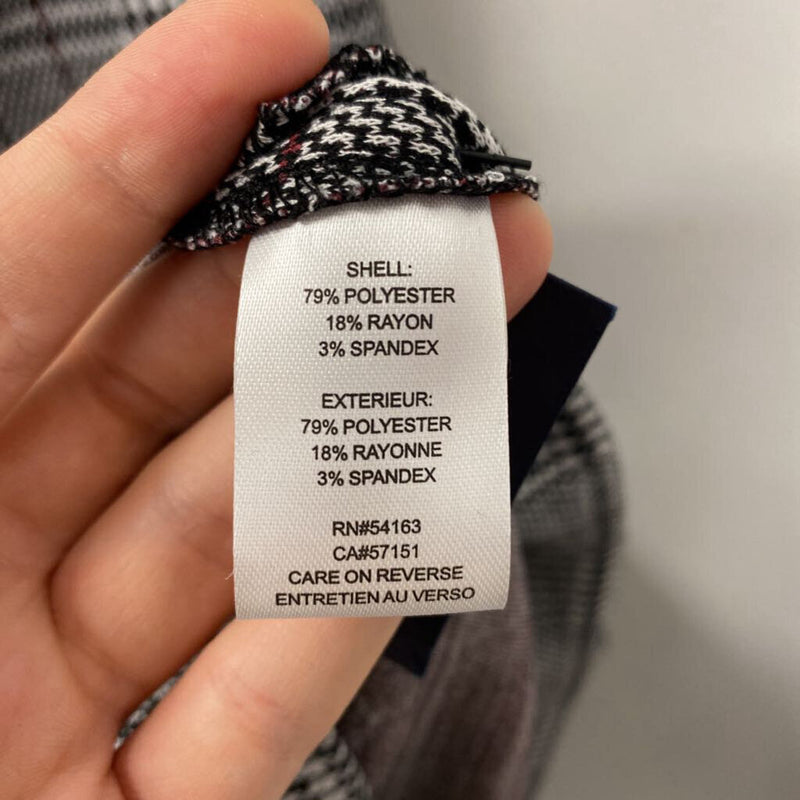 SHELL:
79% POLYESTER
18% RAYON
3% SPANDEX
EXTERIEUR:
79% POLYESTER
18% RAYONNE
3% SPANDEX
RN#54163
CA#57151
CARE ON REVERSE
ENTRETIEN AU VERSO